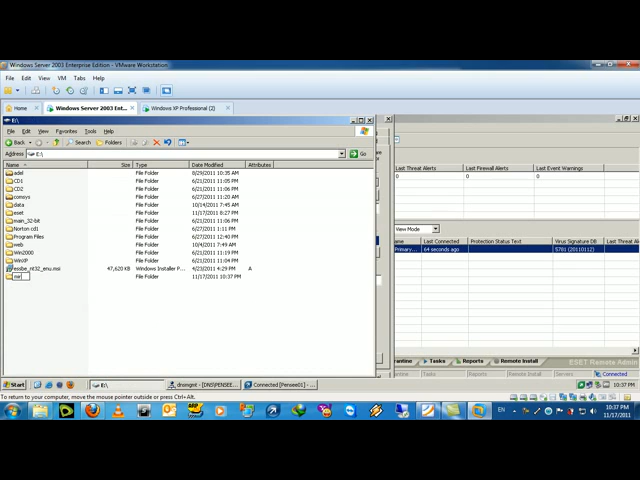 Windows Server 2003 Enterprise Edition - VMware Workstation
File Edit View VM Tabs Help
Home Windows Server 2003 Ent... Windows XP Professional (2)
E:\
File Edit View Favorites Tools Help
Back Search Folders
Address E:\ Go
Name Size Type Date Modified Attributes
adel File Folder 8/29/2011 10:35 AM
CD1 File Folder 6/21/2011 11:05 PM
CD2 File Folder 6/21/2011 11:06 PM
comsys File Folder 6/27/2011 11:20 AM
data File Folder 10/14/2011 7:45 AM
eset File Folder 11/17/2011 8:27 PM
main_32-bit File Folder 6/21/2011 11:06 PM
Norton cd1 File Folder 6/27/2011 1:11 PM
Program Files File Folder 6/27/2011 12:40 PM
web File Folder 10/4/2011 7:49 AM
Win2000 File Folder 6/21/2011 11:04 PM
WinXP File Folder 6/21/2011 11:04 PM
essbe_nt32_enu.msi 47,620 KB Windows Installer P... 4/23/2011 4:29 PM A
mir File Folder 11/17/2011 10:37 PM
Last Threat Alerts Last Firewall Alerts Last Event Warnings
0 0 0
View Mode
ame Last Connected Protection Status Text Virus Signature DB Last Threat Al
Primary... 64 seconds ago 5781 (20110112)
rantine Tasks Reports Remote Install
ESET Remote Admin
Tasks Reports Remote Install Connected
Start E:\ dnsmgmt - [DNS\PENSEE... Connected [Pensee01] - ... 10:37 PM
To return to your computer, move the mouse pointer outside or press Ctrl+Alt.
EN 10:37 PM
11/17/2011